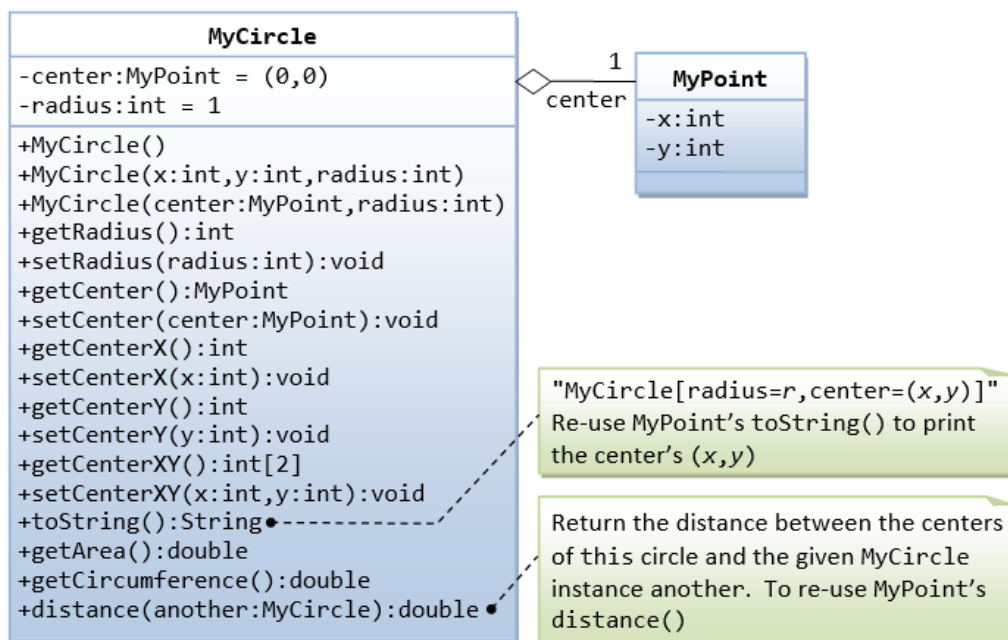 MyCircle
-center:MyPoint = (0,0)
-radius:int = 1
+MyCircle()
+MyCircle(x:int,y:int,radius:int)
+MyCircle(center:MyPoint,radius:int)
+getRadius():int
+setRadius(radius:int):void
+getCenter():MyPoint
+setCenter(center:MyPoint):void
+getCenterX():int
+setCenterX(x:int):void
+getCenterY():int
+setCenterY(y:int):void
+getCenterXY():int[2]
+setCenterXY(x:int,y:int):void
+toString():String
+getArea():double
+getCircumference():double
+distance(another:MyCircle):double
1
center
MyPoint
-x:int
-y:int
"MyCircle[radius=r,center=(x,y)]"
Re-use MyPoint's toString() to print
the center's (x,y)
Return the distance between the centers
of this circle and the given MyCircle
instance another. To re-use MyPoint's
distance()